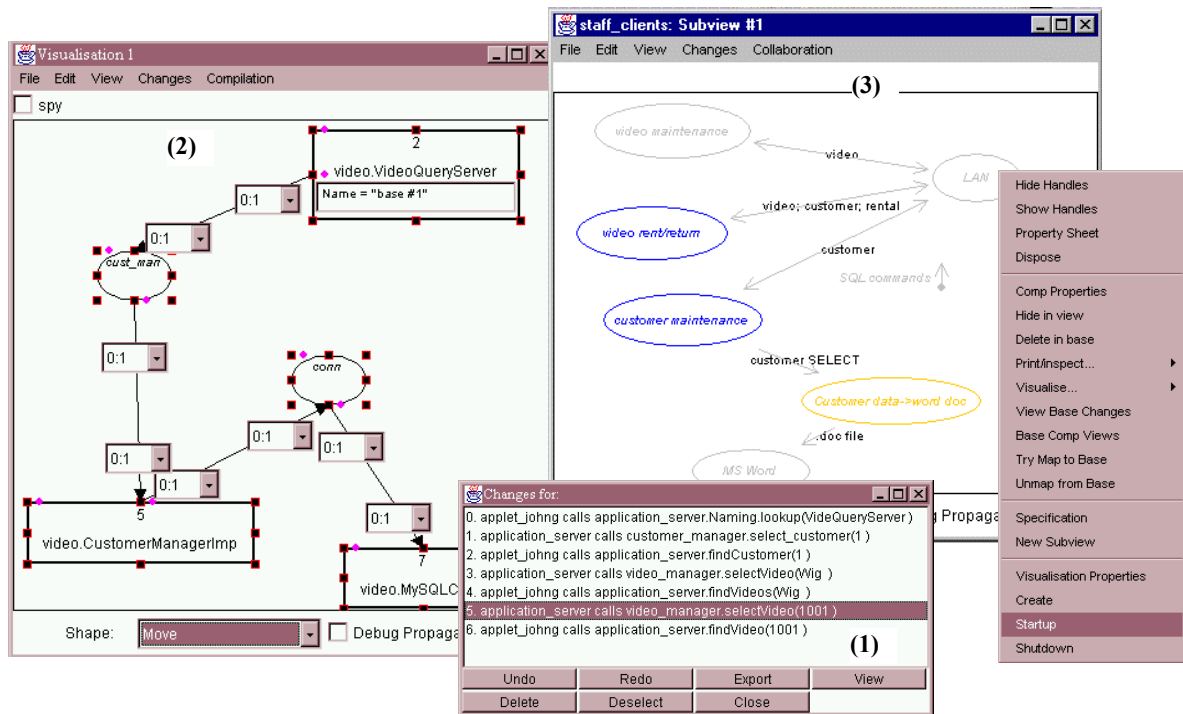 Visualisation 1
File Edit View Changes Compilation
spy
(2)
2
video.VideoQueryServer
Name = "base #1"
0:1
0:1
cust_man
0:1
conn
0:1
0:1
0:1
0:1
0:1
5
video.CustomerManagerImp
7
video.MySQLC
Shape: Move Debug Propaga
staff_clients: Subview #1
File Edit View Changes Collaboration
(3)
video maintenance
video
LAN
video; customer; rental
video rent/return
customer
SQL commands
customer maintenance
customer SELECT
Customer data->word doc
.doc file
MS Word
g Propaga
Hide Handles
Show Handles
Property Sheet
Dispose
Comp Properties
Hide in view
Delete in base
Print/inspect...
Visualise...
View Base Changes
Base Comp Views
Try Map to Base
Unmap from Base
Specification
New Subview
Visualisation Properties
Create
Startup
Shutdown
Changes for:
0. applet_johng calls application_server.Naming.lookup(VideQueryServer )
1. application_server calls customer_manager.select_customer(1 )
2. applet_johng calls application_server.findCustomer(1 )
3. application_server calls video_manager.selectVideo(Wig )
4. applet_johng calls application_server.findVideos(Wig )
5. application_server calls video_manager.selectVideo(1001 )
6. applet_johng calls application_server.findVideo(1001 )
(1)
Undo Redo Export View
Delete Deselect Close